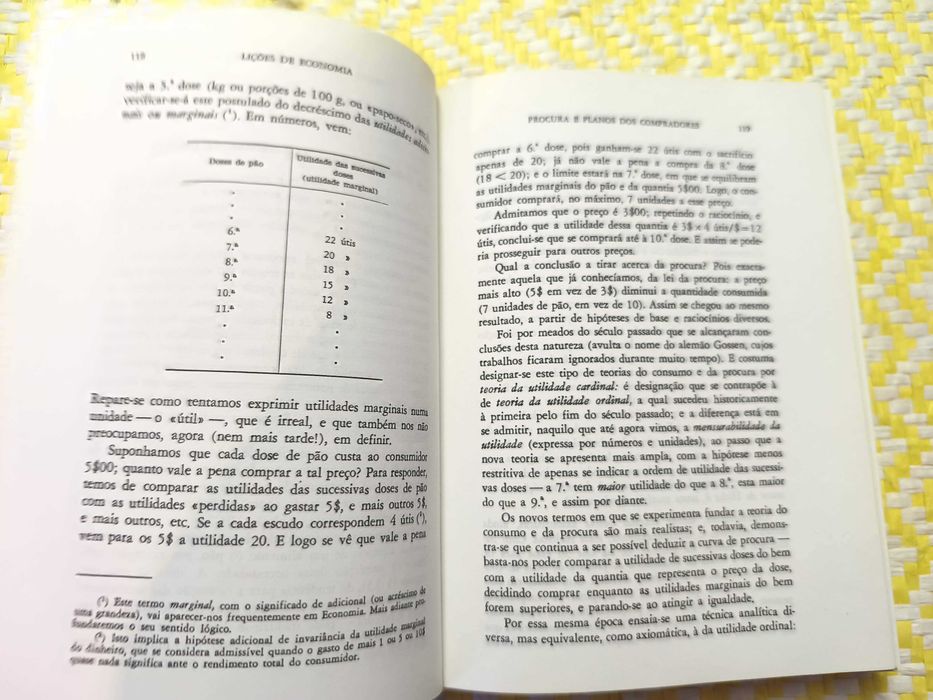 118
LIÇÕES DE ECONOMIA
seja a 5.ª dose (kg ou porções de 100 g, ou «papo-seco», etc.)
verificar-se-á este postulado do decréscimo das utilidades adicio-
nais ou marginais (¹). Em números, vem:
Doses de pão
Utilidade das sucessivas
doses
(utilidade marginal)
6.ª
22 útis
7.ª
20 »
8.ª
18 »
9.ª
15 »
10.ª
12 »
11.ª
8 »
Repare-se como tentamos exprimir utilidades marginais numa
unidade — o «útil» —, que é irreal, e que também nos não
preocupamos, agora (nem mais tarde!), em definir.
Suponhamos que cada dose de pão custa ao consumidor
5$00; quanto vale a pena comprar a tal preço? Para responder,
temos de comparar as utilidades das sucessivas doses de pão
com as utilidades «perdidas» ao gastar 5$, e mais outros 5$,
e mais outros, etc. Se a cada escudo correspondem 4 útis (²),
vem para os 5$ a utilidade 20. E logo se vê que vale a pena
(¹) Este termo marginal, com o significado de adicional (ou acréscimo de
uma grandeza), vai aparecer-nos frequentemente em Economia. Mais adiante pro-
fundaremos o seu sentido lógico.
(²) Isto implica a hipótese adicional de invariância da utilidade marginal
do dinheiro, que se considera admissível quando o gasto de mais 1 ou 5 ou 10$
quase nada significa ante o rendimento total do consumidor.
PROCURA E PLANOS DOS COMPRADORES
119
comprar a 6.ª dose, pois ganham-se 22 útis com o sacrifício
apenas de 20; já não vale a pena a compra da 8.ª dose
(18 < 20); e o limite estará na 7.ª dose, em que se equilibram
as utilidades marginais do pão e da quantia 5$00. Logo, o con-
sumidor comprará, no máximo, 7 unidades a esse preço.
Admitamos que o preço é 3$00; repetindo o raciocínio, e
verificando que a utilidade dessa quantia é 3$ × 4 útis/$ = 12
útis, conclui-se que se comprará até à 10.ª dose. E assim se pode-
ria prosseguir para outros preços.
Qual a conclusão a tirar acerca da procura? Pois exacta-
mente aquela que já conhecíamos, da lei da procura: a preço
mais alto (5$ em vez de 3$) diminui a quantidade consumida
(7 unidades de pão, em vez de 10). Assim se chegou ao mesmo
resultado, a partir de hipóteses de base e raciocínios diversos.
Foi por meados do século passado que se alcançaram con-
clusões desta natureza (avulta o nome do alemão Gossen, cujos
trabalhos ficaram ignorados durante muito tempo). E costuma
designar-se este tipo de teorias do consumo e da procura por
teoria da utilidade cardinal: é designação que se contrapõe à
de teoria da utilidade ordinal, a qual sucedeu historicamente
à primeira pelo fim do século passado; e a diferença está em
se admitir, naquilo que até agora vimos, a mensurabilidade da
utilidade (expressa por números e unidades), ao passo que a
nova teoria se apresenta mais ampla, com a hipótese menos
restritiva de apenas se indicar a ordem de utilidade das sucessi-
vas doses — a 7.ª tem maior utilidade do que a 8.ª, esta maior
do que a 9.ª, e assim por diante.
Os novos termos em que se experimenta fundar a teoria do
consumo e da procura são mais realistas; e, todavia, demons-
tra-se que continua a ser possível deduzir a curva de procura —
basta-nos poder comparar a utilidade de sucessivas doses do bem
com a utilidade da quantia que representa o preço da dose,
decidindo comprar enquanto as utilidades marginais do bem
forem superiores, e parando-se ao atingir a igualdade.
Por essa mesma época ensaia-se uma técnica analítica di-
versa, mas equivalente, como axiomática, à da utilidade ordinal: